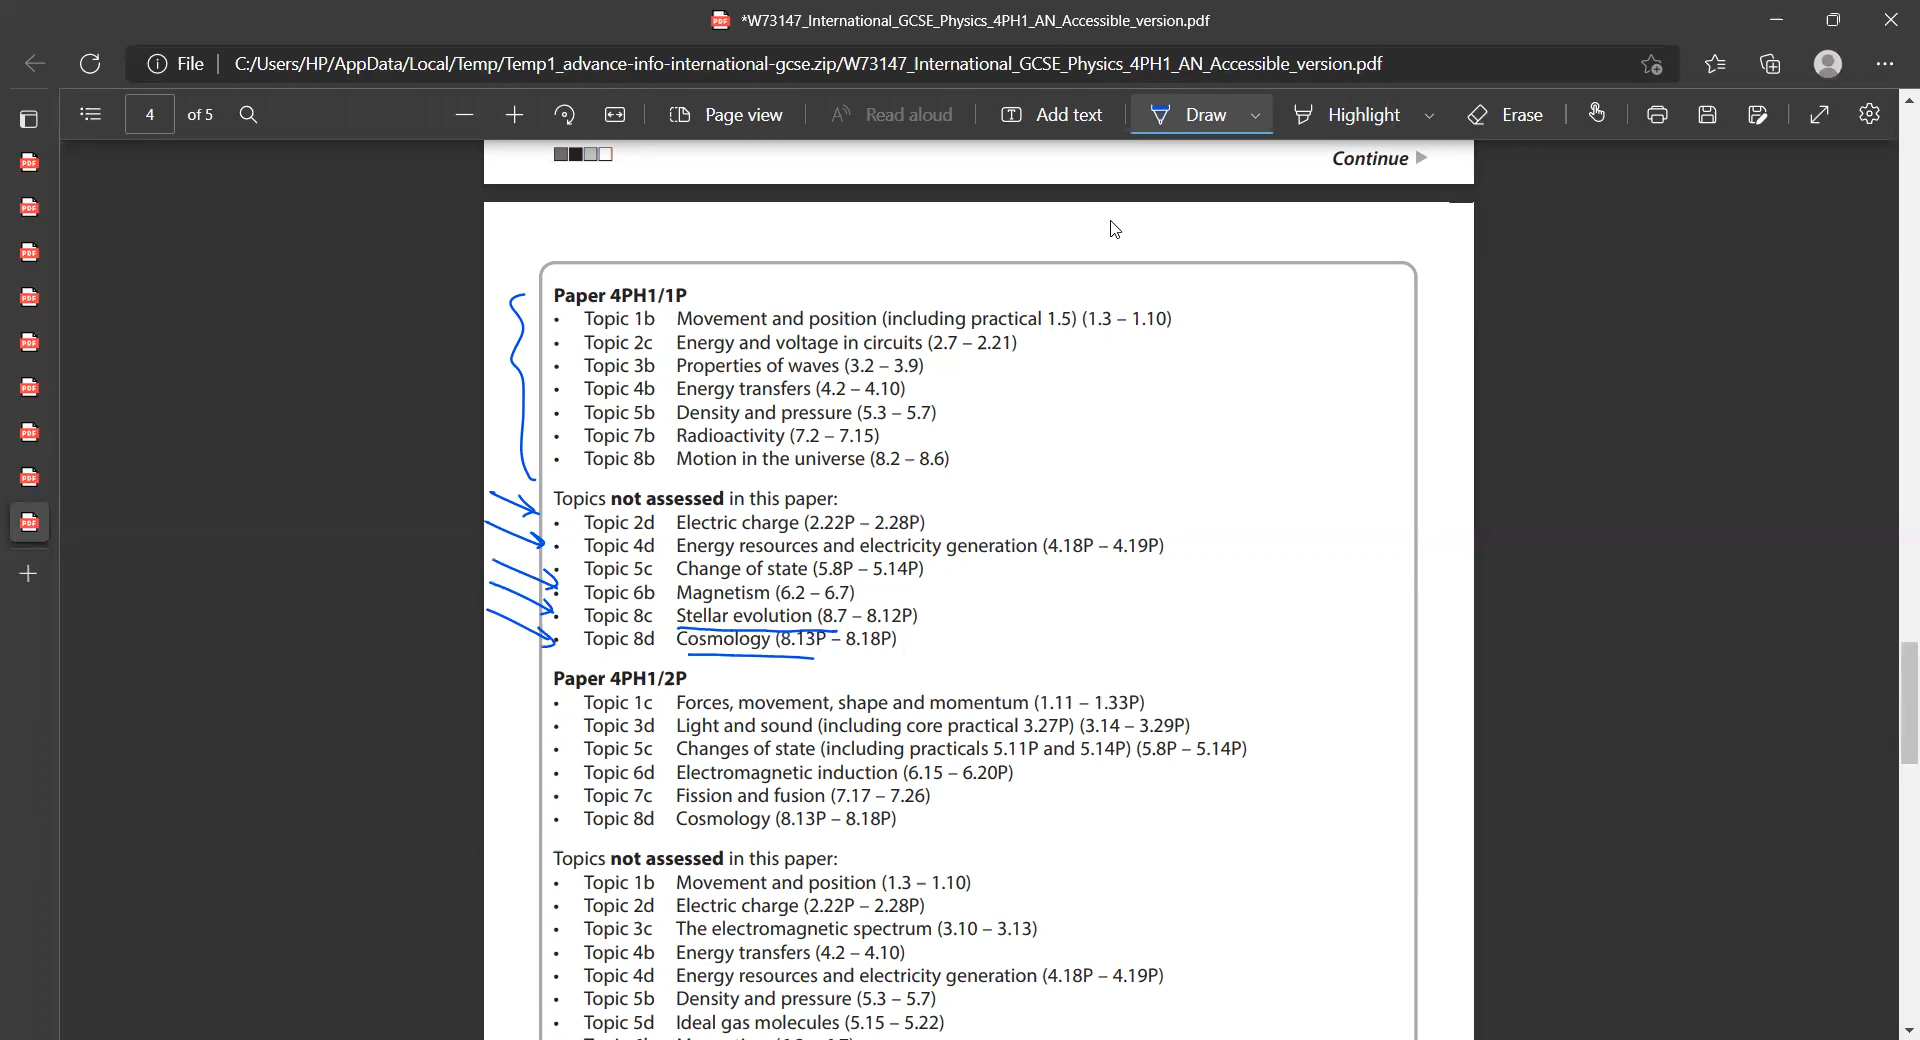 *W73147_International_GCSE_Physics_4PH1_AN_Accessible_version.pdf
File | C:/Users/HP/AppData/Local/Temp/Temp1_advance-info-international-gcse.zip/W73147_International_GCSE_Physics_4PH1_AN_Accessible_version.pdf
4 of 5 Page view Read aloud Add text Draw Highlight Erase
Continue
Paper 4PH1/1P
• Topic 1b Movement and position (including practical 1.5) (1.3 – 1.10)
• Topic 2c Energy and voltage in circuits (2.7 – 2.21)
• Topic 3b Properties of waves (3.2 – 3.9)
• Topic 4b Energy transfers (4.2 – 4.10)
• Topic 5b Density and pressure (5.3 – 5.7)
• Topic 7b Radioactivity (7.2 – 7.15)
• Topic 8b Motion in the universe (8.2 – 8.6)
Topics not assessed in this paper:
• Topic 2d Electric charge (2.22P – 2.28P)
• Topic 4d Energy resources and electricity generation (4.18P – 4.19P)
• Topic 5c Change of state (5.8P – 5.14P)
• Topic 6b Magnetism (6.2 – 6.7)
• Topic 8c Stellar evolution (8.7 – 8.12P)
• Topic 8d Cosmology (8.13P – 8.18P)
Paper 4PH1/2P
• Topic 1c Forces, movement, shape and momentum (1.11 – 1.33P)
• Topic 3d Light and sound (including core practical 3.27P) (3.14 – 3.29P)
• Topic 5c Changes of state (including practicals 5.11P and 5.14P) (5.8P – 5.14P)
• Topic 6d Electromagnetic induction (6.15 – 6.20P)
• Topic 7c Fission and fusion (7.17 – 7.26)
• Topic 8d Cosmology (8.13P – 8.18P)
Topics not assessed in this paper:
• Topic 1b Movement and position (1.3 – 1.10)
• Topic 2d Electric charge (2.22P – 2.28P)
• Topic 3c The electromagnetic spectrum (3.10 – 3.13)
• Topic 4b Energy transfers (4.2 – 4.10)
• Topic 4d Energy resources and electricity generation (4.18P – 4.19P)
• Topic 5b Density and pressure (5.3 – 5.7)
• Topic 5d Ideal gas molecules (5.15 – 5.22)